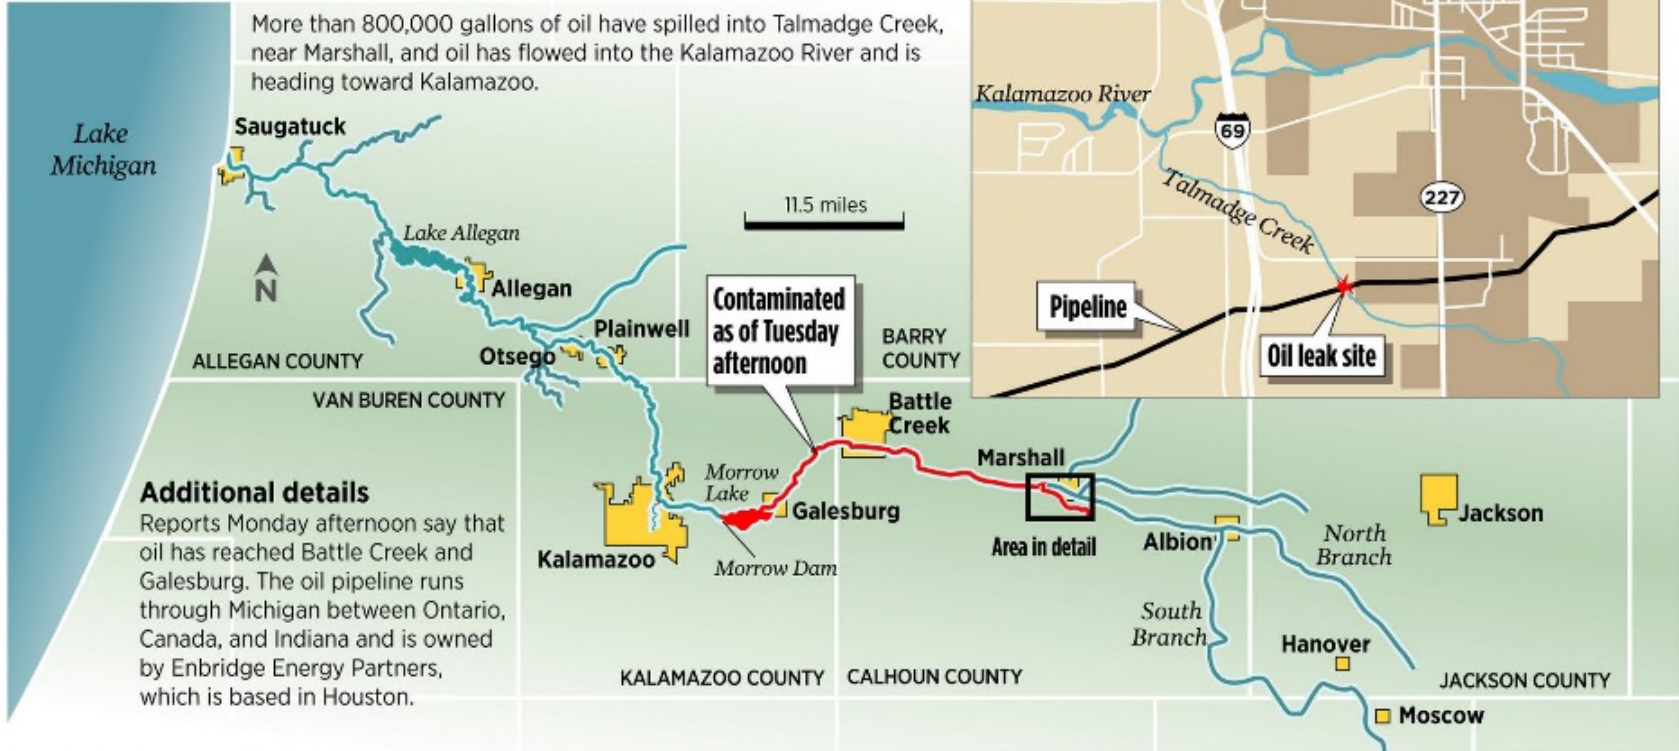 More than 800,000 gallons of oil have spilled into Talmadge Creek,
near Marshall, and oil has flowed into the Kalamazoo River and is
heading toward Kalamazoo.
Lake
Michigan
Saugatuck
Lake Allegan
Allegan
N
11.5 miles
Plainwell
Otsego
ALLEGAN COUNTY
VAN BUREN COUNTY
Contaminated
as of Tuesday
afternoon
BARRY
COUNTY
Kalamazoo River
69
Talmadge Creek
227
Pipeline
Oil leak site
Battle
Creek
Marshall
Morrow
Lake
Galesburg
Kalamazoo
Morrow Dam
Area in detail
Albion
North
Branch
Jackson
South
Branch
Hanover
KALAMAZOO COUNTY
CALHOUN COUNTY
JACKSON COUNTY
Moscow
Additional details
Reports Monday afternoon say that
oil has reached Battle Creek and
Galesburg. The oil pipeline runs
through Michigan between Ontario,
Canada, and Indiana and is owned
by Enbridge Energy Partners,
which is based in Houston.